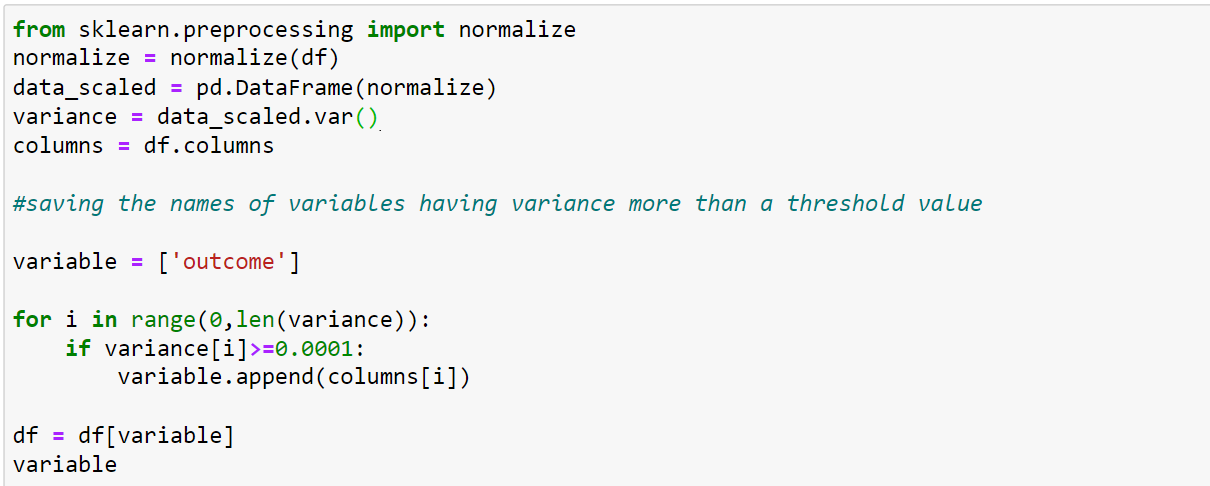 from sklearn.preprocessing import normalize
normalize = normalize(df)
data_scaled = pd.DataFrame(normalize)
variance = data_scaled.var()
columns = df.columns
#saving the names of variables having variance more than a threshold value
variable = ['outcome']
for i in range(0,len(variance)):
    if variance[i]>=0.0001:
        variable.append(columns[i])
df = df[variable]
variable